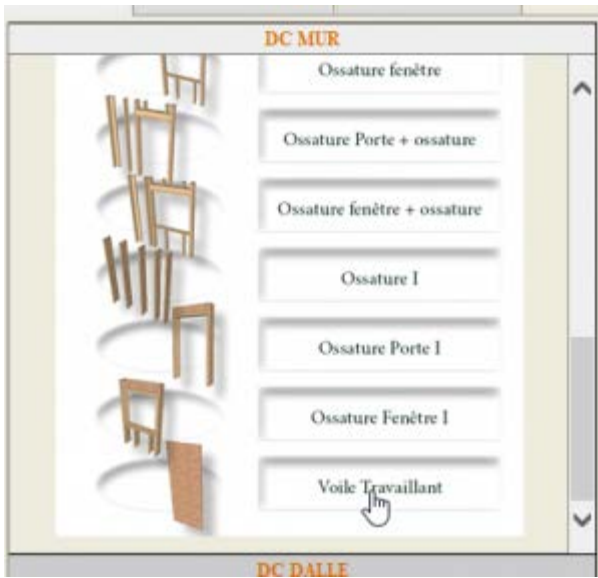 DC MUR
Ossature fenêtre
Ossature Porte + ossature
Ossature fenêtre + ossature
Ossature I
Ossature Porte I
Ossature Fenêtre I
Voile Travaillant
DC DALLE